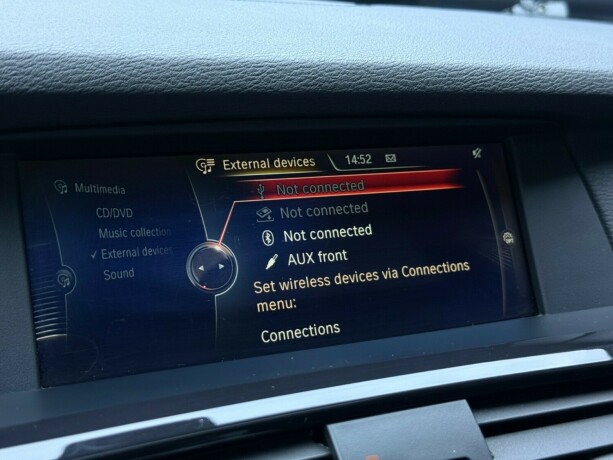 External devices 14:52
Multimedia
CD/DVD
Music collection
✓ External devices
Sound
Not connected
Not connected
Not connected
AUX front
Set wireless devices via Connections
menu:
Connections